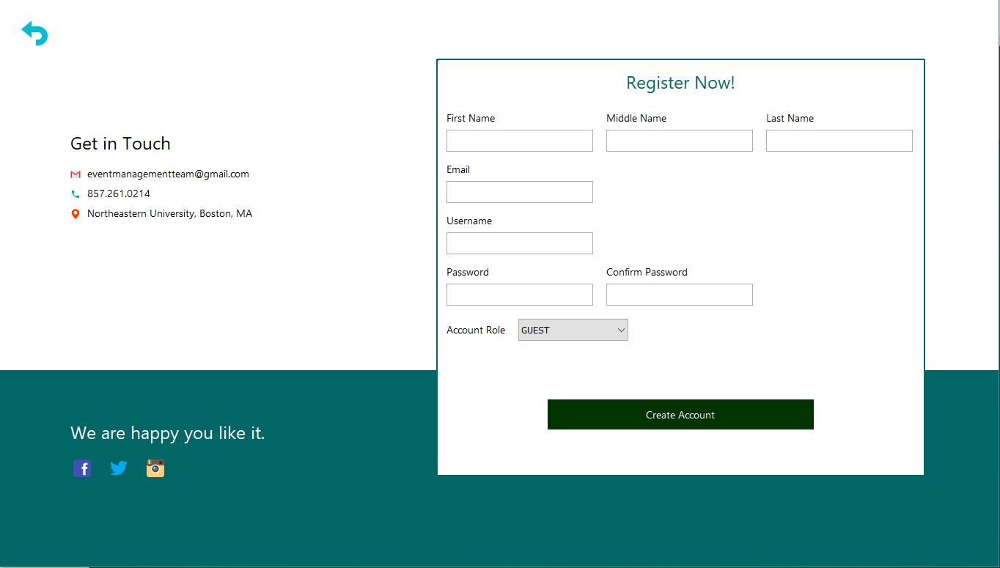 Register Now!
First Name Middle Name Last Name
Get in Touch
Email
eventmanagementteam@gmail.com
857.261.0214
Northeastern University, Boston, MA
Username
Password Confirm Password
Account Role GUEST
Create Account
We are happy you like it.